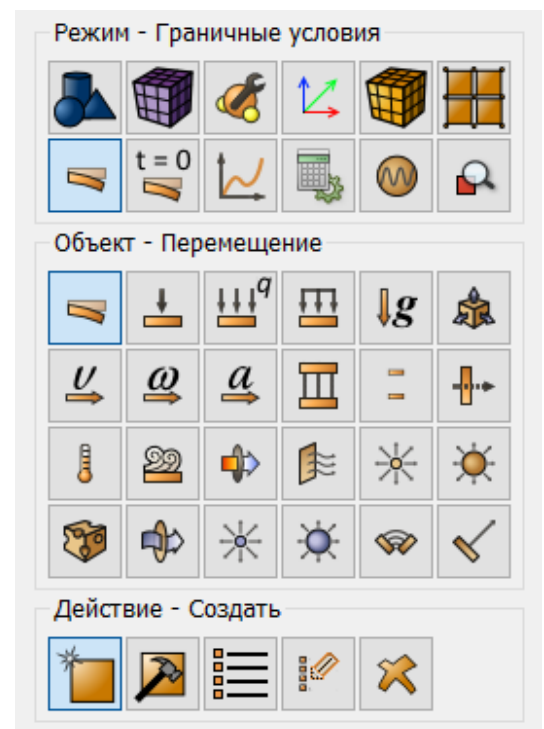 Режим - Граничные условия
t = 0
Объект - Перемещение
q
g
υ ω a
Действие - Создать